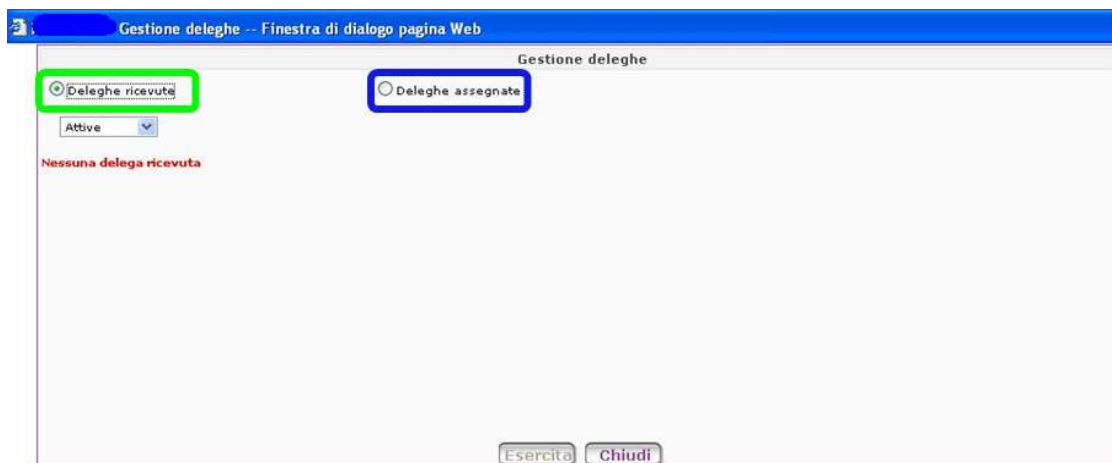 Gestione deleghe -- Finestra di dialogo pagina Web
Gestione deleghe
Deleghe ricevute Deleghe assegnate
Attive
Nessuna delega ricevuta
Esercita Chiudi